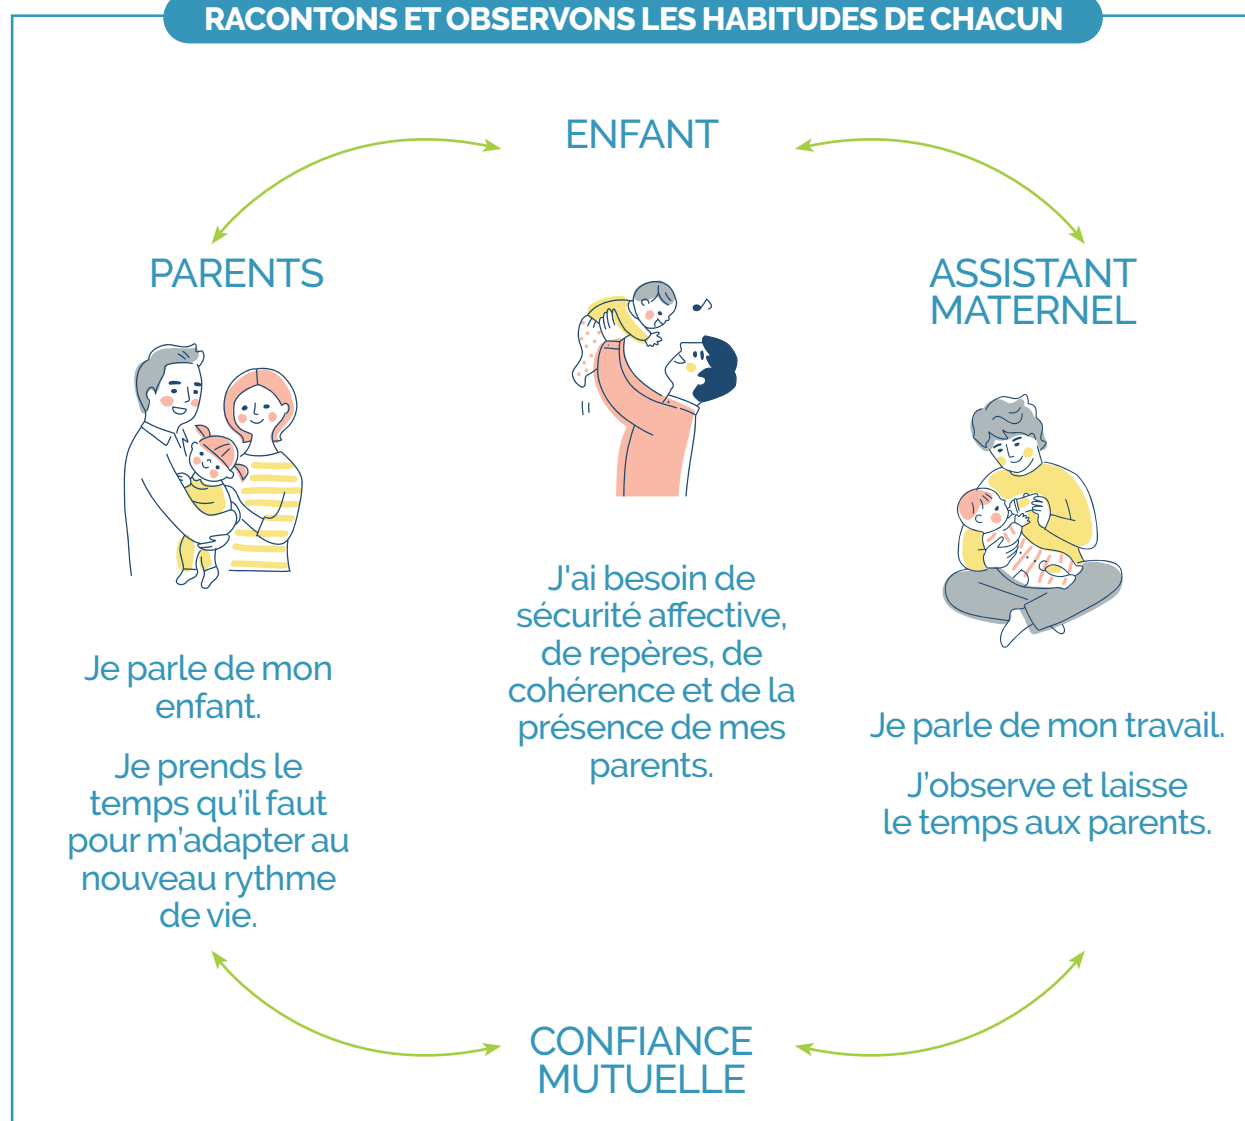 RACONTONS ET OBSERVONS LES HABITUDES DE CHACUN
ENFANT
PARENTS
Je parle de mon
enfant.
Je prends le
temps qu’il faut
pour m’adapter au
nouveau rythme
de vie.
J'ai besoin de
sécurité affective,
de repères, de
cohérence et de la
présence de mes
parents.
ASSISTANT
MATERNEL
Je parle de mon travail.
J’observe et laisse
le temps aux parents.
CONFIANCE
MUTUELLE